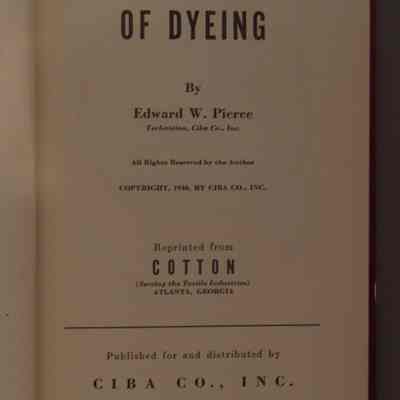 OF DYEING
By
Edward W. Pierce
Technician, Ciba Co., Inc.
All Rights Reserved by the Author
COPYRIGHT, 1940, BY CIBA CO., INC.
Reprinted from
COTTON
(Serving the Textile Industries)
ATLANTA, GEORGIA
Published for and distributed by
CIBA CO., INC.